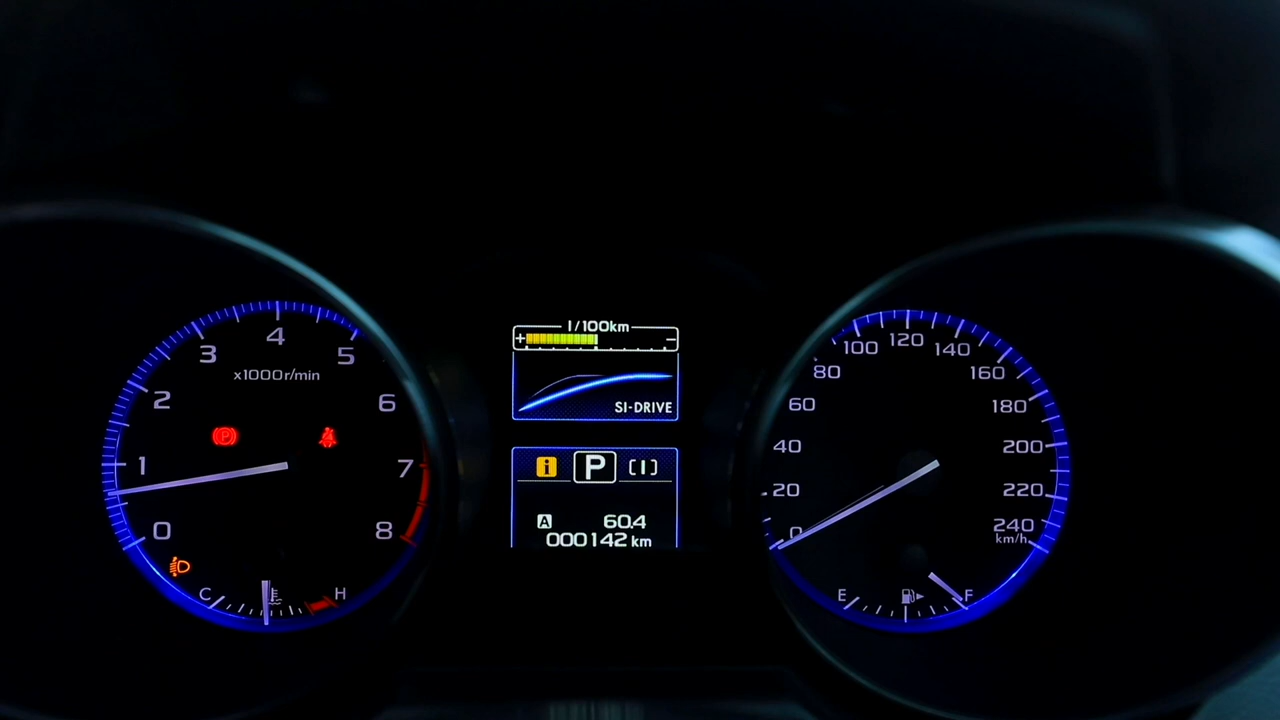 0
1
2
3
4
5
6
7
8
x1000r/min
P
C
H
l/100km
+
−
SI-DRIVE
i P [I]
A 60.4
000142 km
0
20
40
60
80
100
120
140
160
180
200
220
240
km/h
E
F